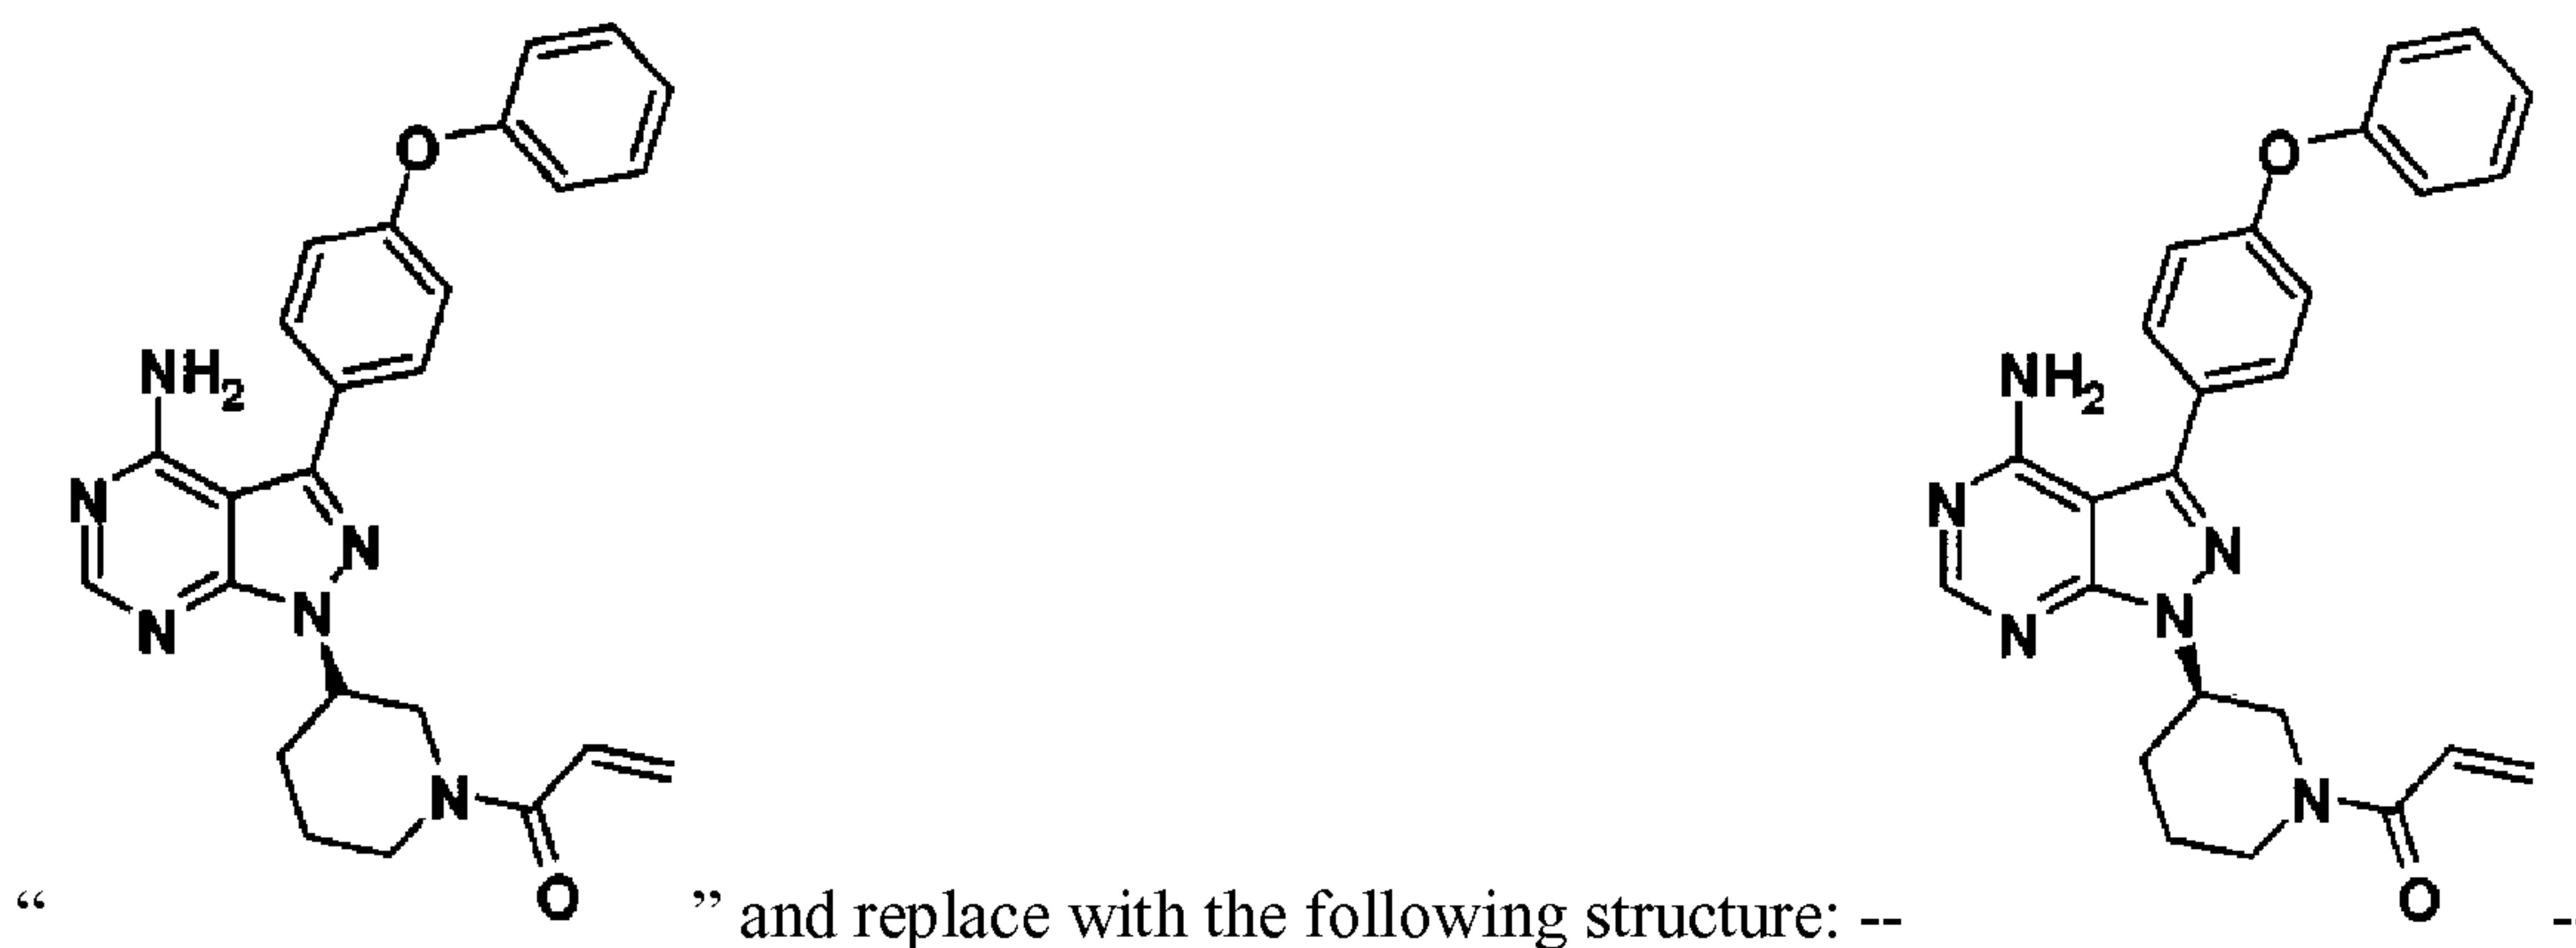 O
O
NH2
NH2
N
N
N
N
N
N
N
N
N
N
“ O ” and replace with the following structure: -- O -